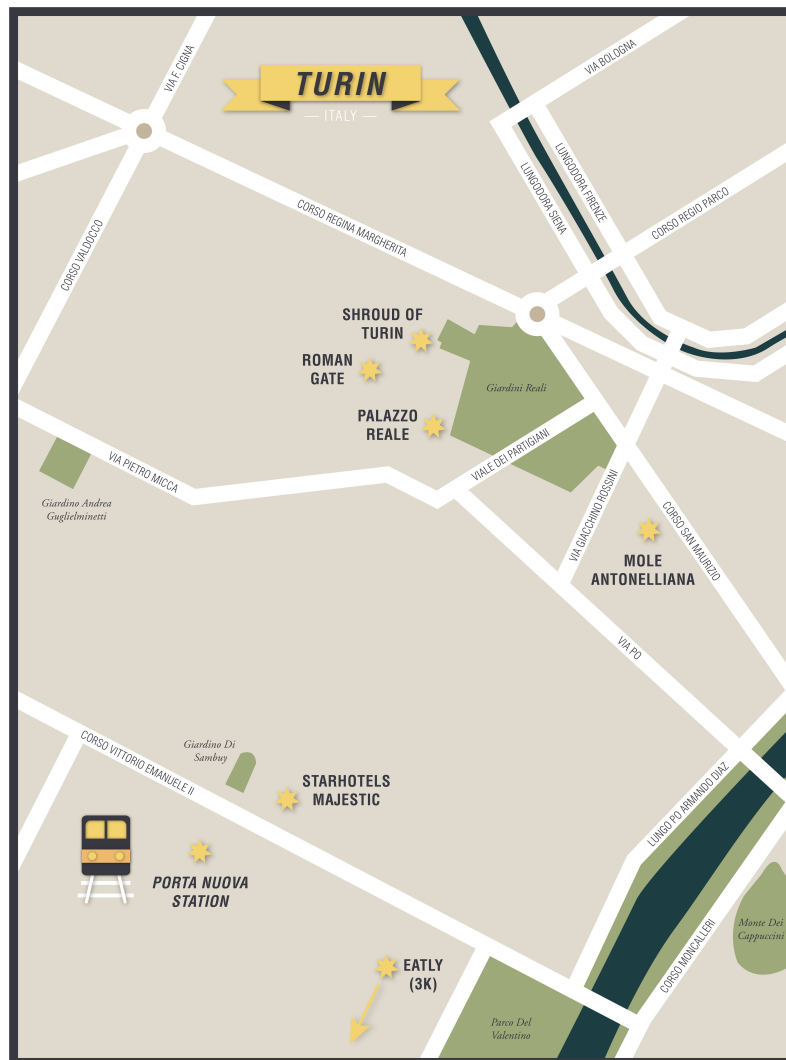 VIA F. CIGNA
TURIN
— ITALY —
VIA BOLOGNA
LUNGODORA FIRENZE
LUNGODORA SIENA
CORSO REGIO PARCO
CORSO VALDOCCO
CORSO REGINA MARGHERITA
SHROUD OF
TURIN
ROMAN
GATE
Giardini Reali
PALAZZO
REALE
VIALE DEI PARTIGIANI
VIA PIETRO MICCA
Giardino Andrea
Guglielminetti
VIA GIACCHINO ROSSINI
CORSO SAN MAURIZIO
MOLE
ANTONELLIANA
VIA PO
CORSO VITTORIO EMANUELE II
Giardino Di
Sambuy
STARHOTELS
MAJESTIC
LUNGO PO ARMANDO DIAZ
PORTA NUOVA
STATION
Monte Dei
Cappuccini
CORSO MONCALLERI
EATLY
(3K)
Parco Del
Valentino